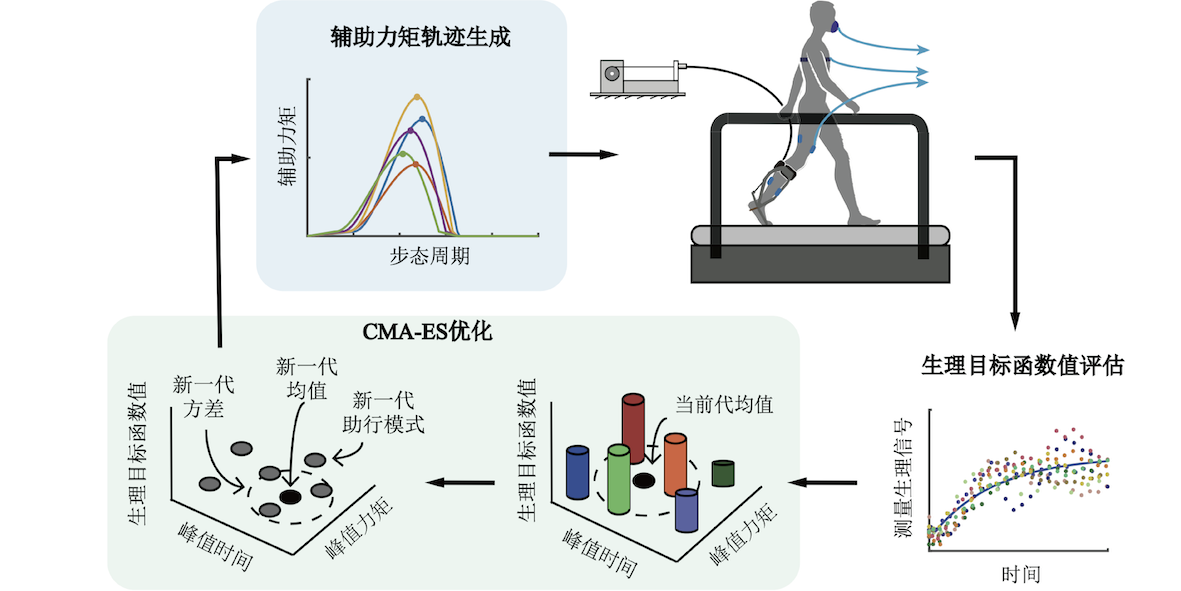 辅助力矩轨迹生成
辅助力矩
步态周期
生理目标函数值评估
测量生理信号
时间
CMA-ES优化
当前代均值
生理目标函数值
峰值时间
峰值力矩
新一代
方差
新一代
均值
新一代
助行模式
生理目标函数值
峰值时间
峰值力矩